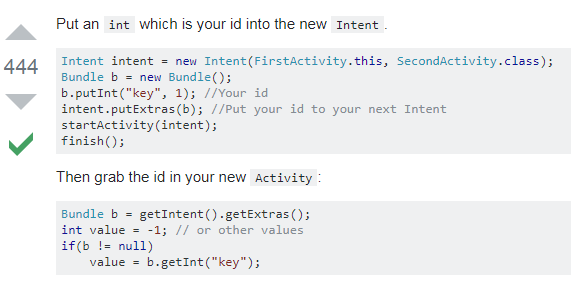 Put an int which is your id into the new Intent.
444
Intent intent = new Intent(FirstActivity.this, SecondActivity.class);
Bundle b = new Bundle();
b.putInt("key", 1); //Your id
intent.putExtras(b); //Put your id to your next Intent
startActivity(intent);
finish();
Then grab the id in your new Activity:
Bundle b = getIntent().getExtras();
int value = -1; // or other values
if(b != null)
    value = b.getInt("key");